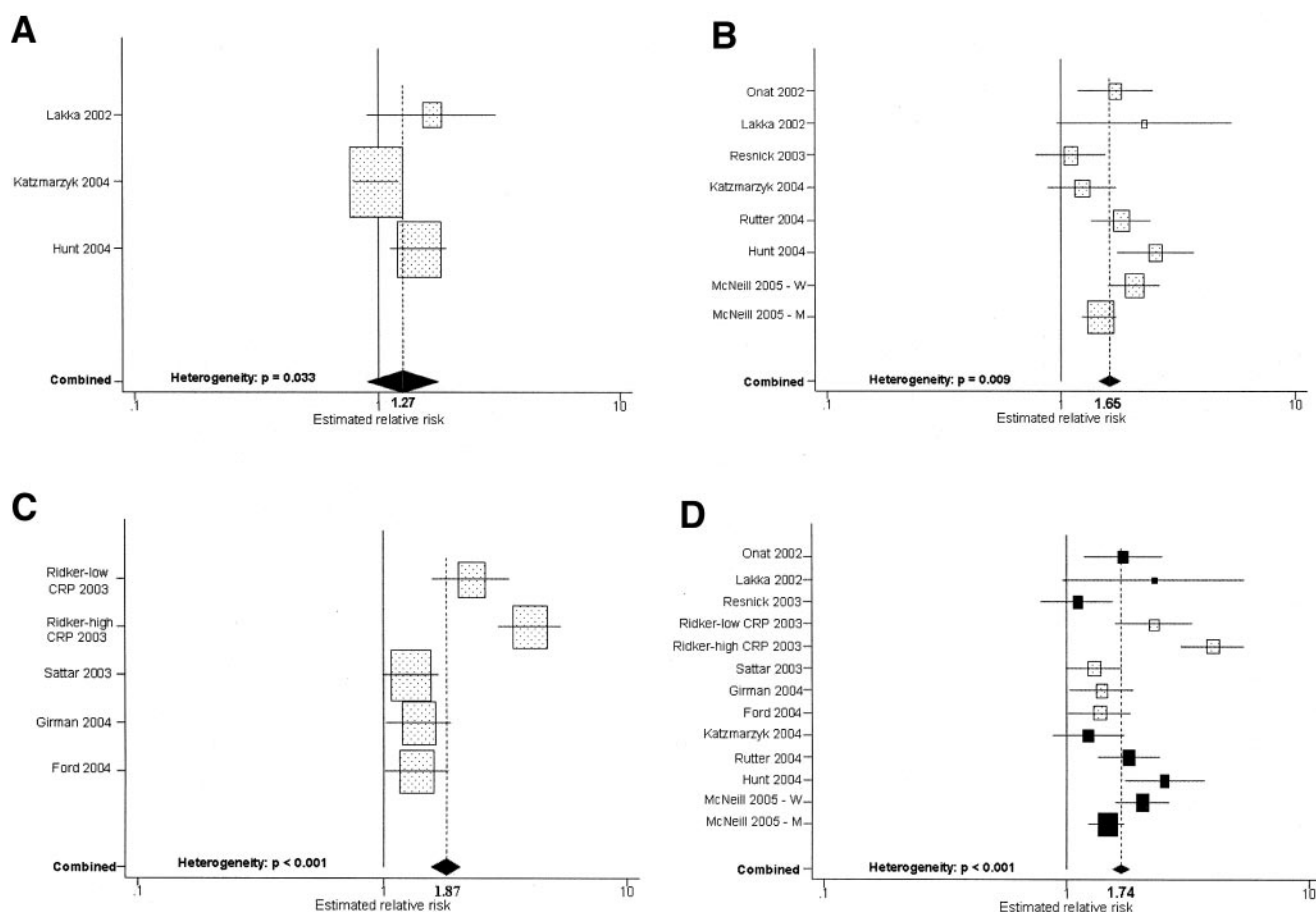 A
Lakka 2002
Katzmarzyk 2004
Hunt 2004
Combined
Heterogeneity: p = 0.033
.1
1
1.27
10
Estimated relative risk
B
Onat 2002
Lakka 2002
Resnick 2003
Katzmarzyk 2004
Rutter 2004
Hunt 2004
McNeill 2005 - W
McNeill 2005 - M
Combined
Heterogeneity: p = 0.009
.1
1
1.65
10
Estimated relative risk
C
Ridker-low
CRP 2003
Ridker-high
CRP 2003
Sattar 2003
Girman 2004
Ford 2004
Combined
Heterogeneity: p < 0.001
.1
1
1.87
10
Estimated relative risk
D
Onat 2002
Lakka 2002
Resnick 2003
Ridker-low CRP 2003
Ridker-high CRP 2003
Sattar 2003
Girman 2004
Ford 2004
Katzmarzyk 2004
Rutter 2004
Hunt 2004
McNeill 2005 - W
McNeill 2005 - M
Combined
Heterogeneity: p < 0.001
.1
1
1.74
10
Estimated relative risk